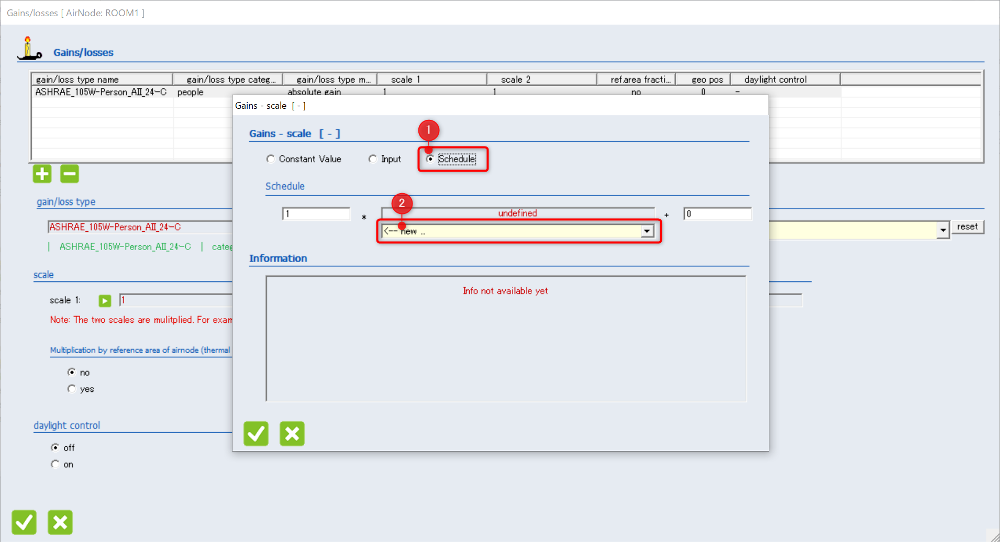 Gains/losses [ AirNode: ROOM1 ]
Gains/losses
gain/loss type name gain/loss type categ... gain/loss type m... scale 1 scale 2 ref.area fracti... geo pos daylight control
ASHRAE_105W-Person_AII_24-C people absolute gain 1 1 no 0 -
Gains - scale [ - ]
Gains - scale [ - ]
1
Constant Value Input Schedule
Schedule
2
1 * undefined + 0
<-- new ...
Information
Info not available yet
gain/loss type
ASHRAE_105W-Person_AII_24-C
reset
| ASHRAE_105W-Person_AII_24-C | categ
scale
scale 1: 1
Note: The two scales are mulitplied. For exam
Multiplication by reference area of airnode (thermal
no
yes
daylight control
off
on